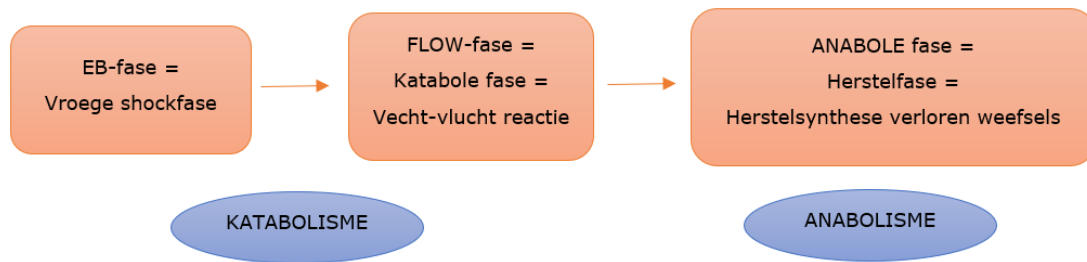 EB-fase =
Vroege shockfase
FLOW-fase =
Katabole fase =
Vecht-vlucht reactie
ANABOLE fase =
Herstelfase =
Herstelsynthese verloren weefsels
KATABOLISME
ANABOLISME